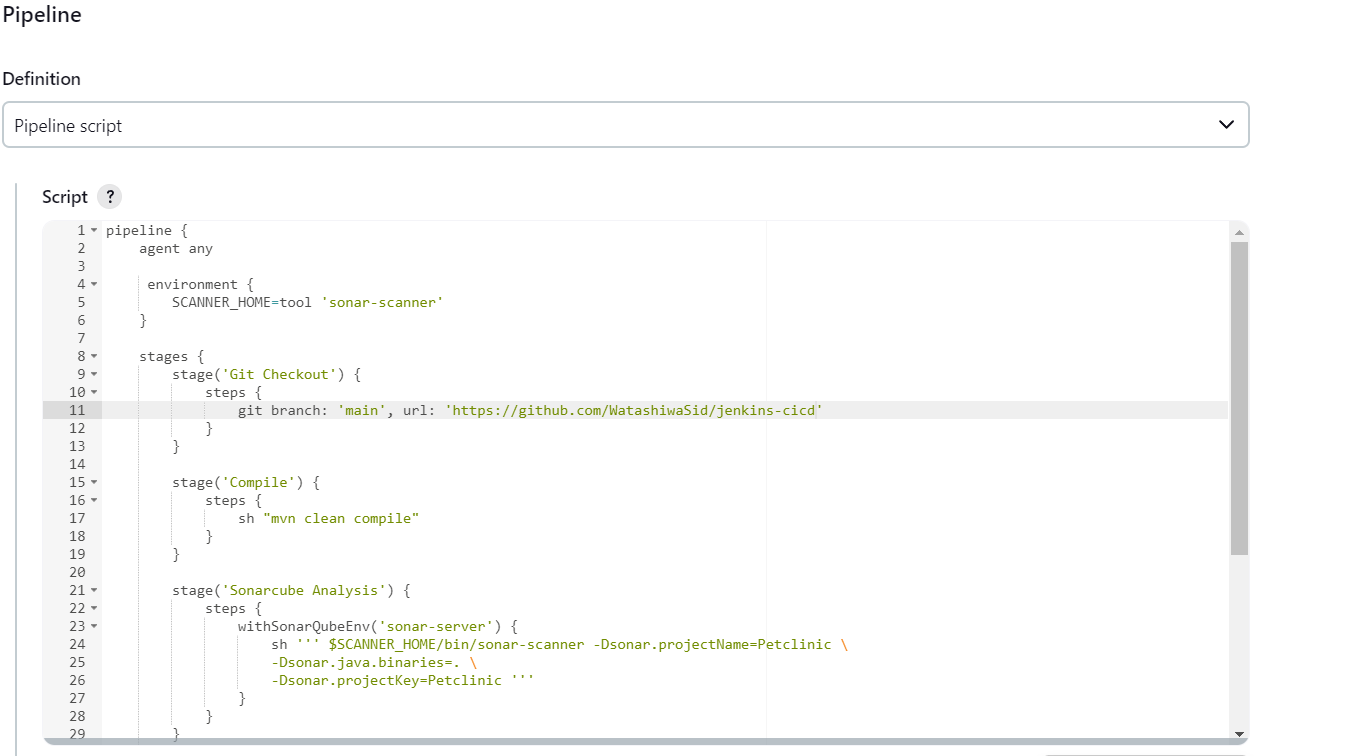 Pipeline
Definition
Pipeline script
Script ?
1 pipeline {
2 agent any
3
4 environment {
5 SCANNER_HOME=tool 'sonar-scanner'
6 }
7
8 stages {
9 stage('Git Checkout') {
10 steps {
11 git branch: 'main', url: 'https://github.com/WatashiwaSid/jenkins-cicd'
12 }
13 }
14
15 stage('Compile') {
16 steps {
17 sh "mvn clean compile"
18 }
19 }
20
21 stage('Sonarcube Analysis') {
22 steps {
23 withSonarQubeEnv('sonar-server') {
24 sh ''' $SCANNER_HOME/bin/sonar-scanner -Dsonar.projectName=Petclinic \
25 -Dsonar.java.binaries=. \
26 -Dsonar.projectKey=Petclinic '''
27 }
28 }
29 }